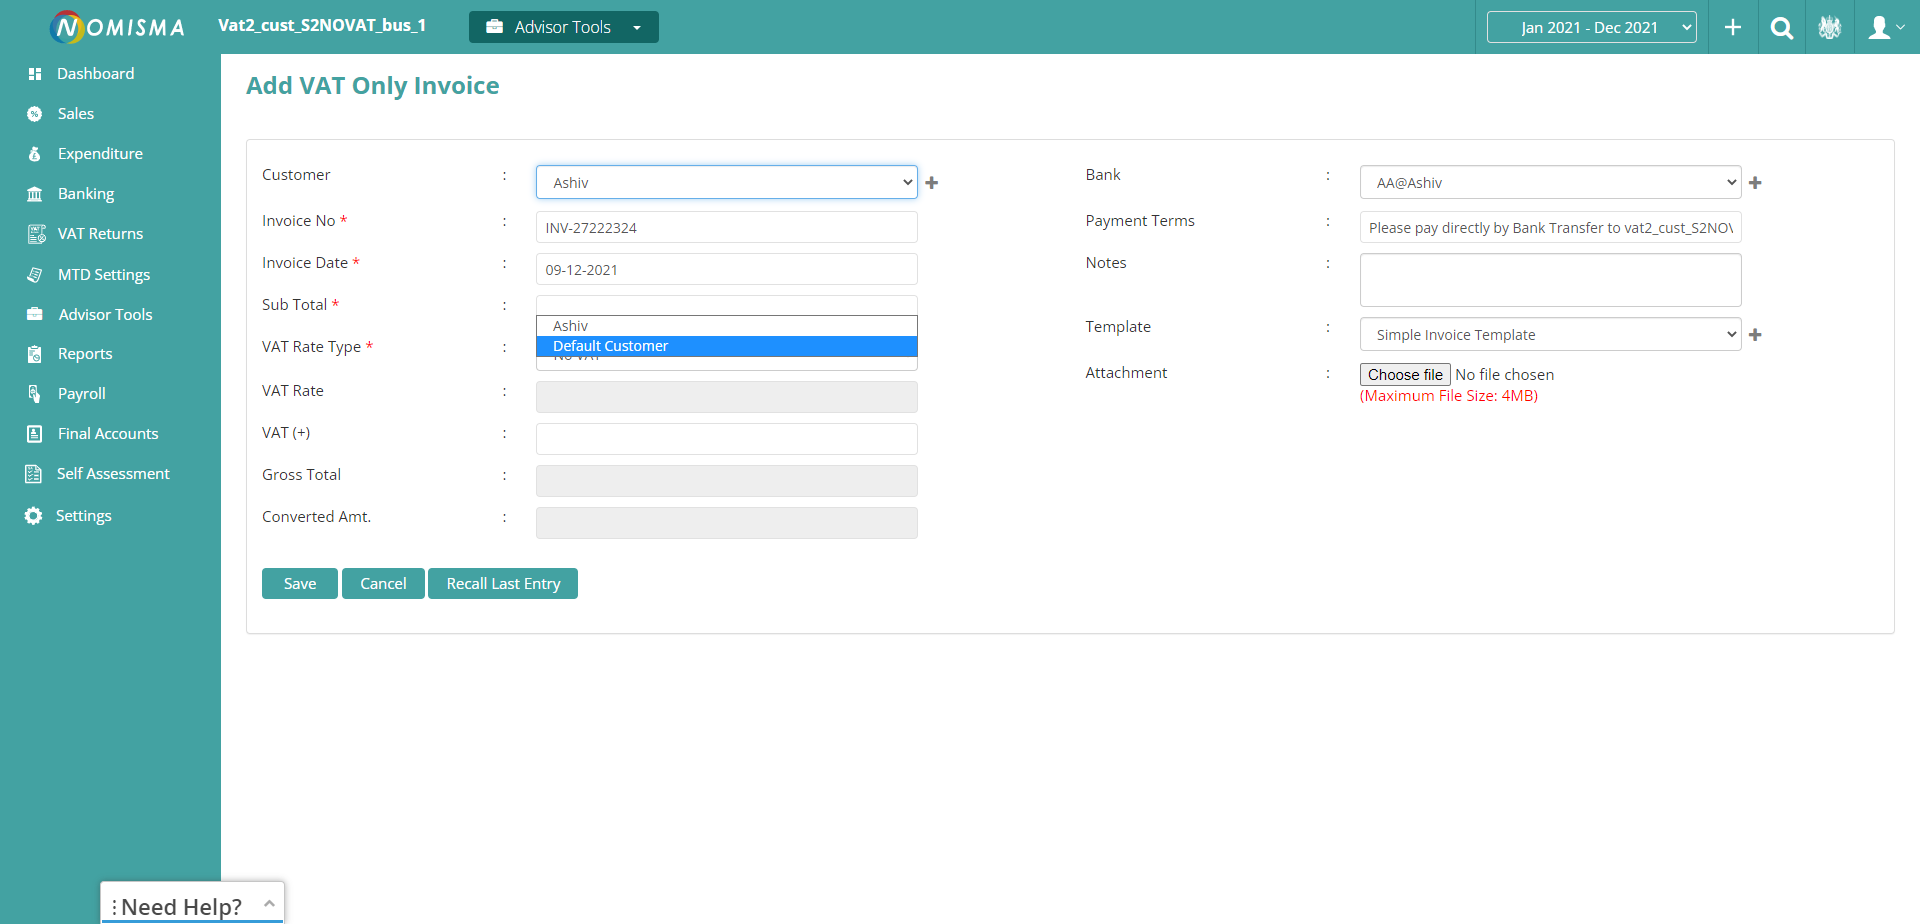 NOMISMA
Vat2_cust_S2NOVAT_bus_1
Advisor Tools
Jan 2021 - Dec 2021
Dashboard
Sales
Expenditure
Banking
VAT Returns
MTD Settings
Advisor Tools
Reports
Payroll
Final Accounts
Self Assessment
Settings
Add VAT Only Invoice
Customer : Ashiv
Invoice No * : INV-27222324
Invoice Date * : 09-12-2021
Sub Total * :
Ashiv
Default Customer
VAT Rate Type * : No VAT
VAT Rate :
VAT (+) :
Gross Total :
Converted Amt. :
Bank : AA@Ashiv
Payment Terms : Please pay directly by Bank Transfer to vat2_cust_S2NOV
Notes :
Template : Simple Invoice Template
Attachment : Choose file No file chosen
(Maximum File Size: 4MB)
Save Cancel Recall Last Entry
Need Help?